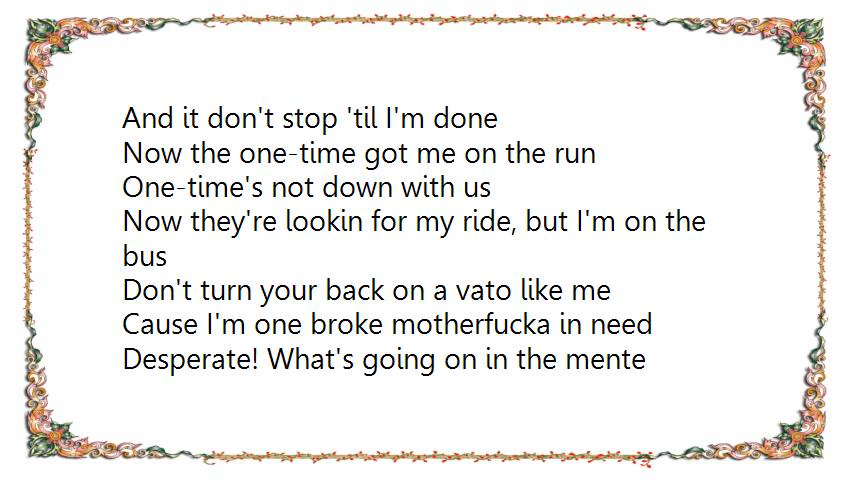 And it don't stop 'til I'm done
Now the one-time got me on the run
One-time's not down with us
Now they're lookin for my ride, but I'm on the
bus
Don't turn your back on a vato like me
Cause I'm one broke motherfucka in need
Desperate! What's going on in the mente